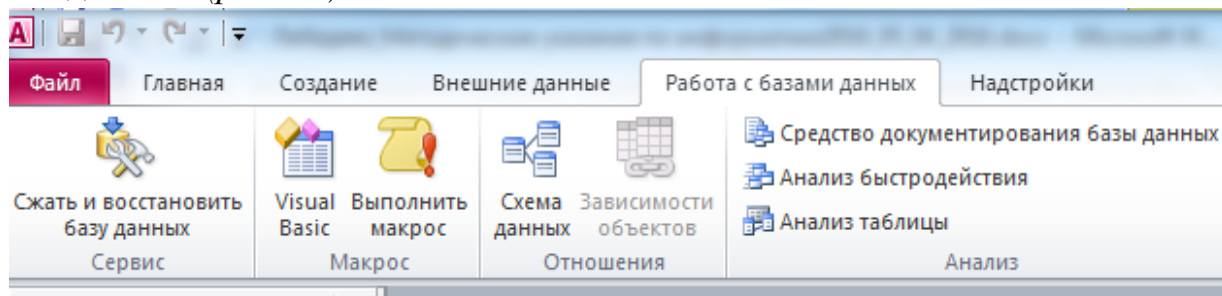 A
Файл Главная Создание Внешние данные Работа с базами данных Надстройки
Сжать и восстановить базу данных
Visual Basic
Выполнить макрос
Схема данных
Зависимости объектов
Средство документирования базы данных
Анализ быстродействия
Анализ таблицы
Сервис Макрос Отношения Анализ